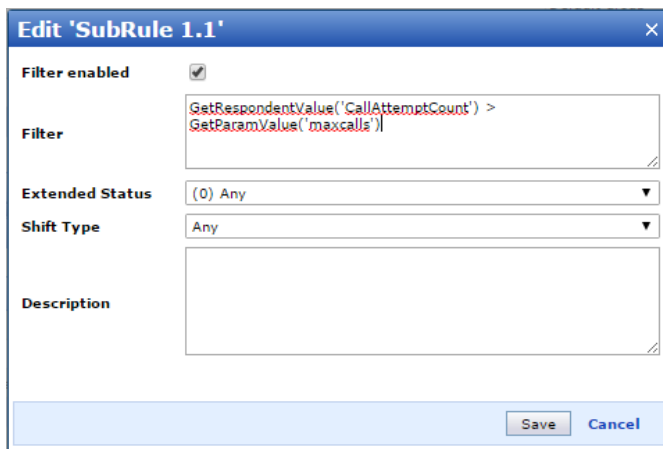 Edit 'SubRule 1.1'
Filter enabled
Filter
GetRespondentValue('CallAttemptCount') >
GetParamValue('maxcalls')
Extended Status
(0) Any
Shift Type
Any
Description
Save
Cancel